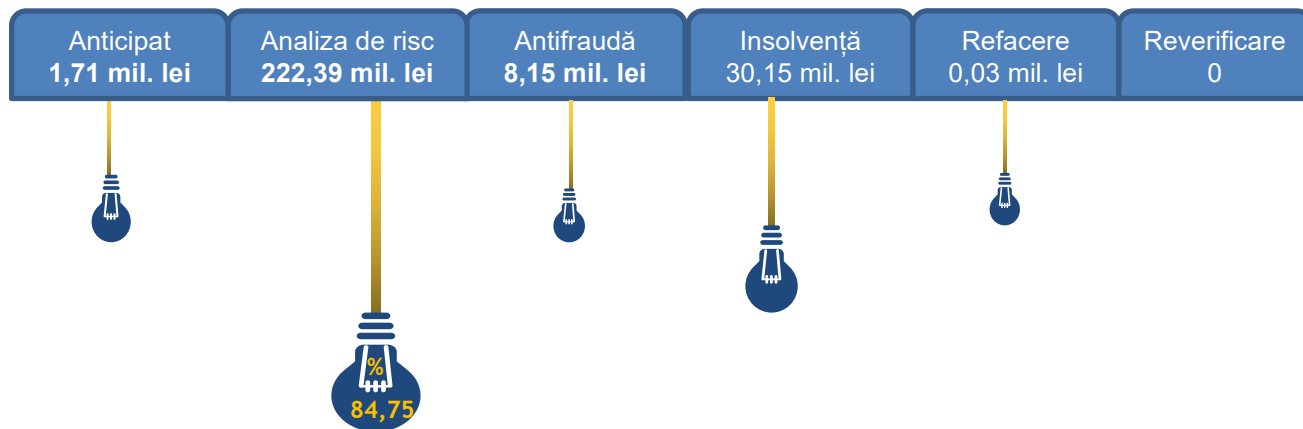 Anticipat
1,71 mil. lei
Analiza de risc
222,39 mil. lei
Antifraudă
8,15 mil. lei
Insolvență
30,15 mil. lei
Refacere
0,03 mil. lei
Reverificare
0
%
84,75